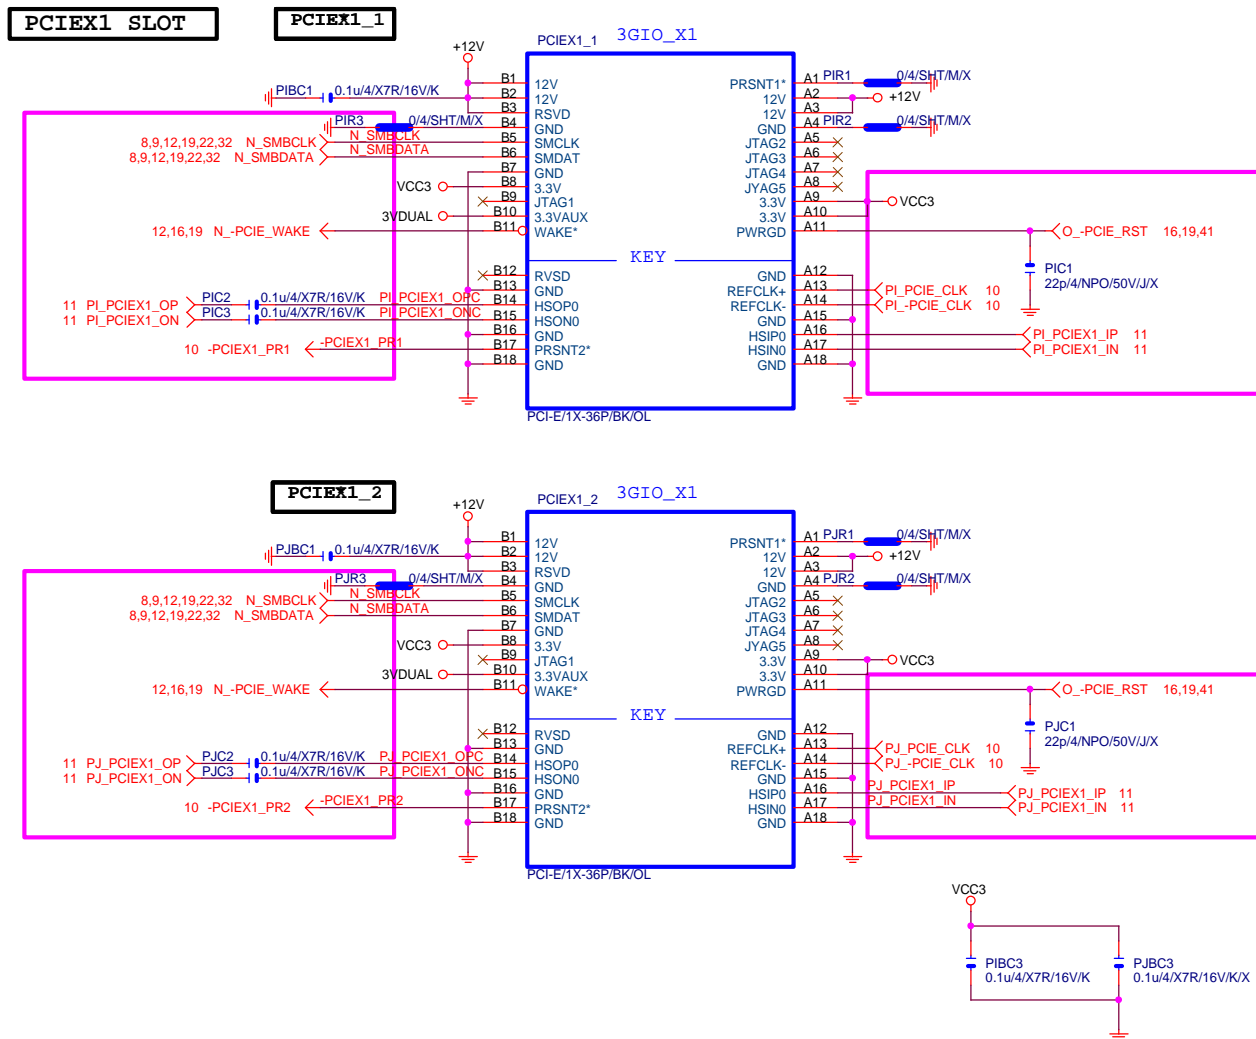 PCIEX1 SLOT
PCIEX1_1
PCIEX1_1 3GIO_X1
+12V
PIBC1 0.1u/4/X7R/16V/K
B1 12V
B2 12V
B3 RSVD
PIR3 0/4/SHT/M/X B4 GND
8,9,12,19,22,32 N_SMBCLK N_SMBCLK B5 SMCLK
8,9,12,19,22,32 N_SMBDATA N_SMBDATA B6 SMDAT
B7 GND
VCC3 B8 3.3V
B9 JTAG1
3VDUAL B10 3.3VAUX
12,16,19 N_-PCIE_WAKE B11 WAKE*
KEY
B12 RVSD
B13 GND
11 PI_PCIEX1_OP PIC2 0.1u/4/X7R/16V/K PI_PCIEX1_OPC B14 HSOP0
11 PI_PCIEX1_ON PIC3 0.1u/4/X7R/16V/K PI_PCIEX1_ONC B15 HSON0
B16 GND
10 -PCIEX1_PR1 -PCIEX1_PR1 B17 PRSNT2*
B18 GND
PRSNT1* A1 PIR1 0/4/SHT/M/X
12V A2 +12V
12V A3
GND A4 PIR2 0/4/SHT/M/X
JTAG2 A5
JTAG3 A6
JTAG4 A7
JYAG5 A8
3.3V A9 VCC3
3.3V A10
PWRGD A11 O_-PCIE_RST 16,19,41
PIC1
22p/4/NPO/50V/J/X
GND A12
REFCLK+ A13 PI_PCIE_CLK 10
REFCLK- A14 PI_-PCIE_CLK 10
GND A15
HSIP0 A16 PI_PCIEX1_IP 11
HSIN0 A17 PI_PCIEX1_IN 11
GND A18
PCI-E/1X-36P/BK/OL
PCIEX1_2
PCIEX1_2 3GIO_X1
+12V
PJBC1 0.1u/4/X7R/16V/K
B1 12V
B2 12V
B3 RSVD
PJR3 0/4/SHT/M/X B4 GND
8,9,12,19,22,32 N_SMBCLK N_SMBCLK B5 SMCLK
8,9,12,19,22,32 N_SMBDATA N_SMBDATA B6 SMDAT
B7 GND
VCC3 B8 3.3V
B9 JTAG1
3VDUAL B10 3.3VAUX
12,16,19 N_-PCIE_WAKE B11 WAKE*
KEY
B12 RVSD
B13 GND
11 PJ_PCIEX1_OP PJC2 0.1u/4/X7R/16V/K PJ_PCIEX1_OPC B14 HSOP0
11 PJ_PCIEX1_ON PJC3 0.1u/4/X7R/16V/K PJ_PCIEX1_ONC B15 HSON0
B16 GND
10 -PCIEX1_PR2 -PCIEX1_PR2 B17 PRSNT2*
B18 GND
PRSNT1* A1 PJR1 0/4/SHT/M/X
12V A2 +12V
12V A3
GND A4 PJR2 0/4/SHT/M/X
JTAG2 A5
JTAG3 A6
JTAG4 A7
JYAG5 A8
3.3V A9 VCC3
3.3V A10
PWRGD A11 O_-PCIE_RST 16,19,41
PJC1
22p/4/NPO/50V/J/X
GND A12
REFCLK+ A13 PJ_PCIE_CLK 10
REFCLK- A14 PJ_-PCIE_CLK 10
GND A15
HSIP0 A16 PJ_PCIEX1_IP PJ_PCIEX1_IP 11
HSIN0 A17 PJ_PCIEX1_IN PJ_PCIEX1_IN 11
GND A18
PCI-E/1X-36P/BK/OL
VCC3
PIBC3 PJBC3
0.1u/4/X7R/16V/K 0.1u/4/X7R/16V/K/X